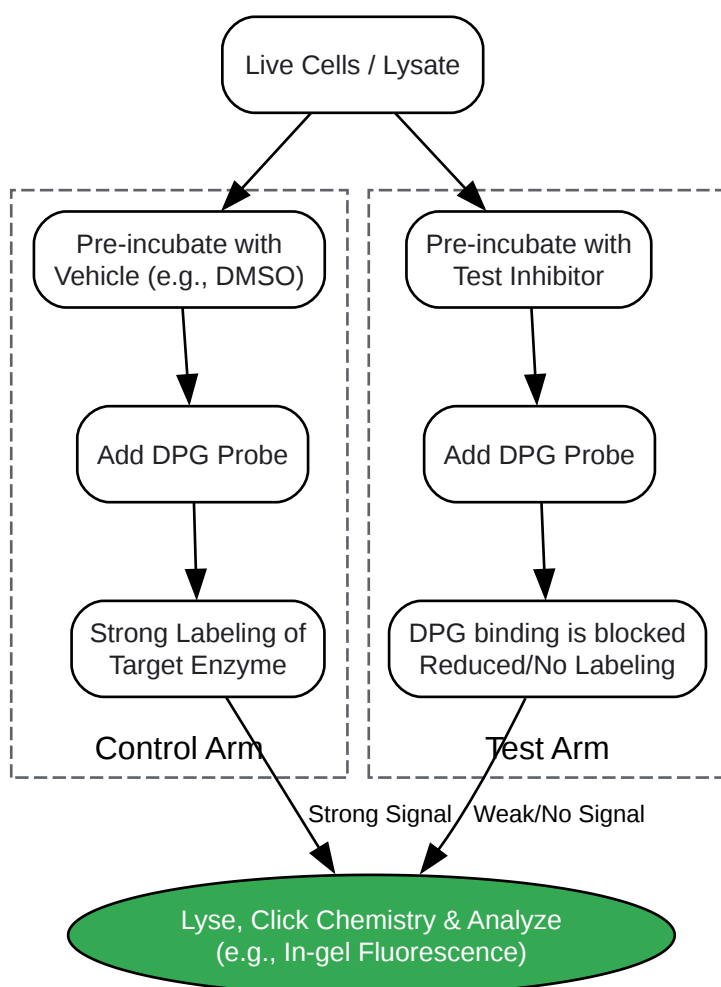 Live Cells / Lysate
Pre-incubate with
Vehicle (e.g., DMSO)
Pre-incubate with
Test Inhibitor
Add DPG Probe
Add DPG Probe
Strong Labeling of
Target Enzyme
DPG binding is blocked
Reduced/No Labeling
Control Arm
Test Arm
Strong Signal
Weak/No Signal
Lyse, Click Chemistry & Analyze
(e.g., In-gel Fluorescence)